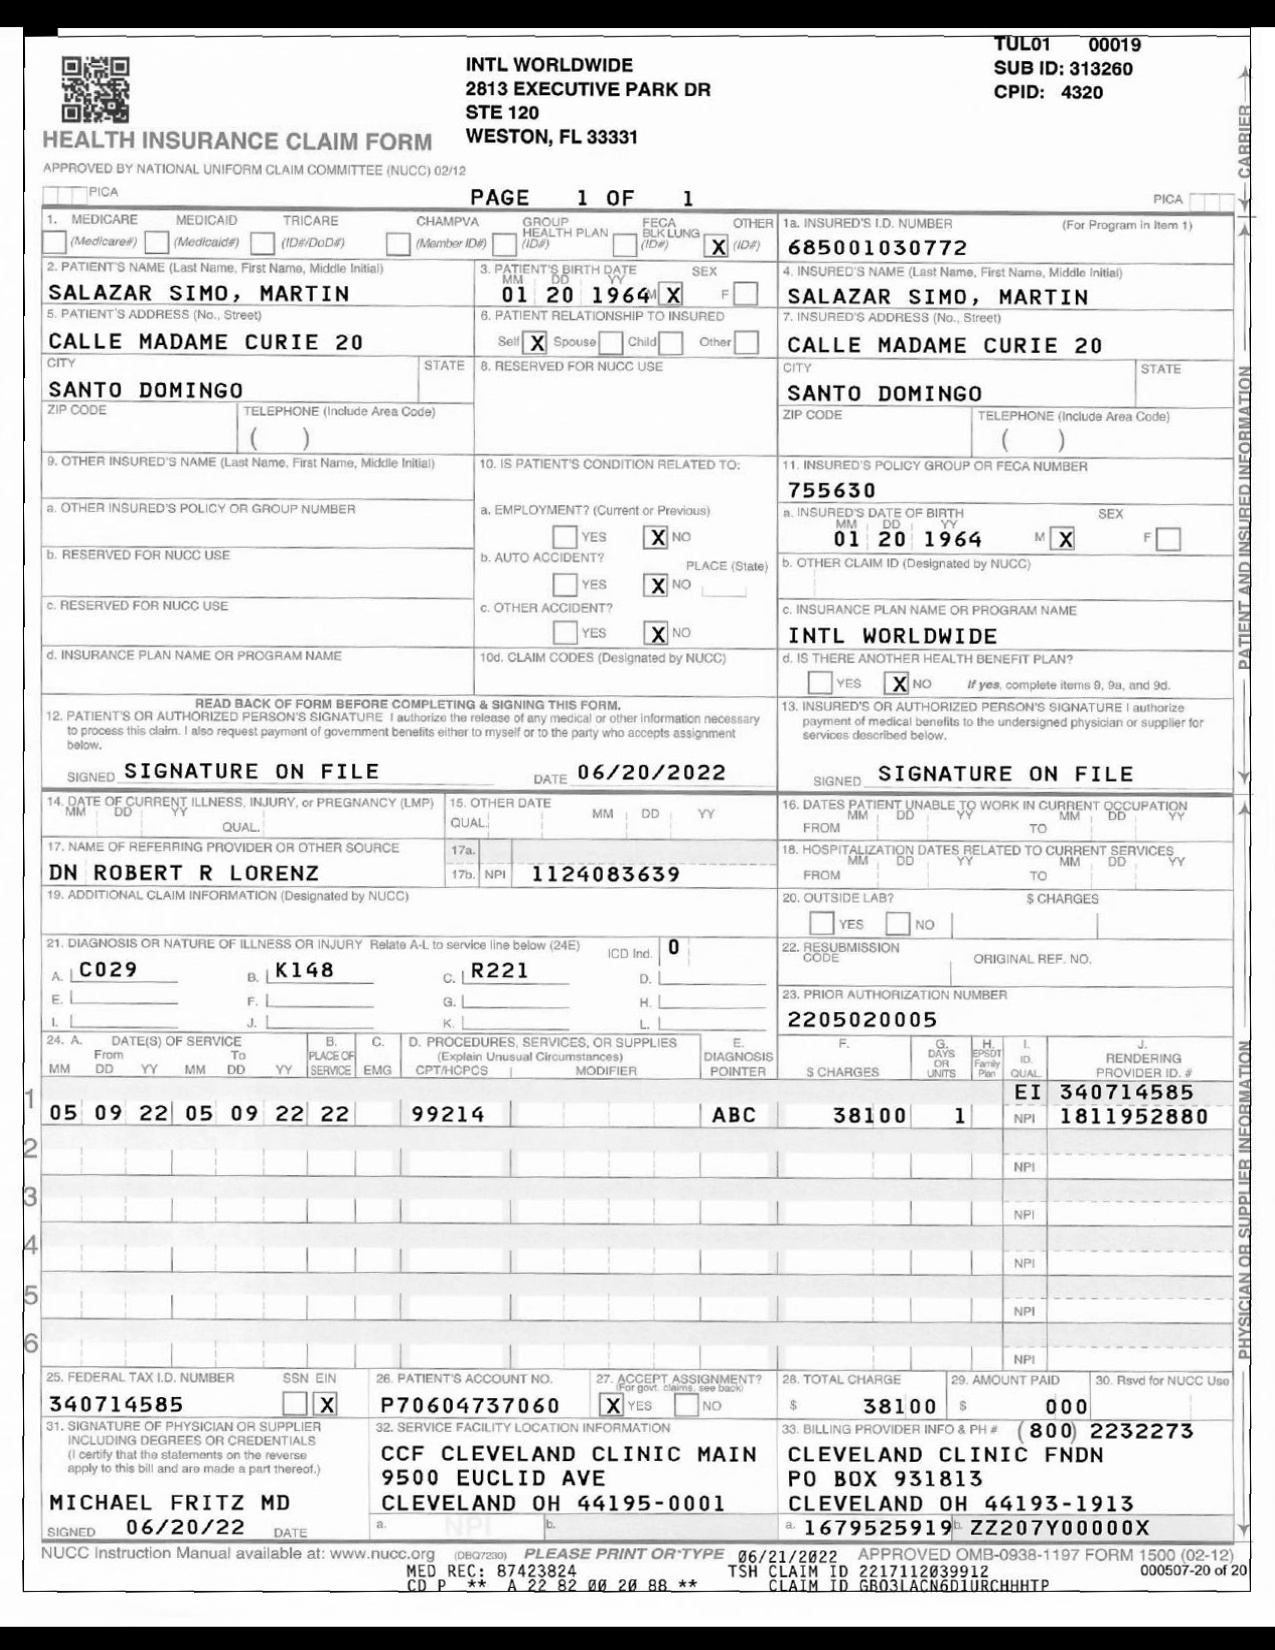 TUL01 00019
INTL WORLDWIDE
SUB ID: 313260
2813 EXECUTIVE PARK DR
CPID: 4320
STE 120
WESTON, FL 33331
HEALTH INSURANCE CLAIM FORM
APPROVED BY NATIONAL UNIFORM CLAIM COMMITTEE (NUCC) 02/12
PICA
PAGE 1 OF 1
PICA
CARRIER
1. MEDICARE MEDICAID TRICARE CHAMPVA GROUP HEALTH PLAN FECA BLK LUNG OTHER
(Medicare#) (Medicaid#) (ID#/DoD#) (Member ID#) (ID#) (ID#) X (ID#)
1a. INSURED'S I.D. NUMBER (For Program in Item 1)
685001030772
2. PATIENT'S NAME (Last Name, First Name, Middle Initial)
SALAZAR SIMO, MARTIN
3. PATIENT'S BIRTH DATE SEX
MM DD YY
01 20 1964 M X F
4. INSURED'S NAME (Last Name, First Name, Middle Initial)
SALAZAR SIMO, MARTIN
5. PATIENT'S ADDRESS (No., Street)
CALLE MADAME CURIE 20
6. PATIENT RELATIONSHIP TO INSURED
Self X Spouse Child Other
7. INSURED'S ADDRESS (No., Street)
CALLE MADAME CURIE 20
CITY STATE
SANTO DOMINGO
8. RESERVED FOR NUCC USE
CITY STATE
SANTO DOMINGO
ZIP CODE TELEPHONE (Include Area Code)
( )
ZIP CODE TELEPHONE (Include Area Code)
( )
9. OTHER INSURED'S NAME (Last Name, First Name, Middle Initial)
10. IS PATIENT'S CONDITION RELATED TO:
11. INSURED'S POLICY GROUP OR FECA NUMBER
755630
a. OTHER INSURED'S POLICY OR GROUP NUMBER
a. EMPLOYMENT? (Current or Previous)
YES X NO
a. INSURED'S DATE OF BIRTH SEX
MM DD YY
01 20 1964 M X F
b. RESERVED FOR NUCC USE
b. AUTO ACCIDENT? PLACE (State)
YES X NO
b. OTHER CLAIM ID (Designated by NUCC)
c. RESERVED FOR NUCC USE
c. OTHER ACCIDENT?
YES X NO
c. INSURANCE PLAN NAME OR PROGRAM NAME
INTL WORLDWIDE
d. INSURANCE PLAN NAME OR PROGRAM NAME
10d. CLAIM CODES (Designated by NUCC)
d. IS THERE ANOTHER HEALTH BENEFIT PLAN?
YES X NO If yes, complete items 9, 9a, and 9d.
PATIENT AND INSURED INFORMATION
READ BACK OF FORM BEFORE COMPLETING & SIGNING THIS FORM.
12. PATIENT'S OR AUTHORIZED PERSON'S SIGNATURE I authorize the release of any medical or other information necessary
to process this claim. I also request payment of government benefits either to myself or to the party who accepts assignment
below.
SIGNED SIGNATURE ON FILE DATE 06/20/2022
13. INSURED'S OR AUTHORIZED PERSON'S SIGNATURE I authorize
payment of medical benefits to the undersigned physician or supplier for
services described below.
SIGNED SIGNATURE ON FILE
14. DATE OF CURRENT ILLNESS, INJURY, or PREGNANCY (LMP)
MM DD YY
QUAL.
15. OTHER DATE
QUAL. MM DD YY
16. DATES PATIENT UNABLE TO WORK IN CURRENT OCCUPATION
MM DD YY MM DD YY
FROM TO
17. NAME OF REFERRING PROVIDER OR OTHER SOURCE
DN ROBERT R LORENZ
17a.
17b. NPI 1124083639
18. HOSPITALIZATION DATES RELATED TO CURRENT SERVICES
MM DD YY MM DD YY
FROM TO
19. ADDITIONAL CLAIM INFORMATION (Designated by NUCC)
20. OUTSIDE LAB? $ CHARGES
YES NO
21. DIAGNOSIS OR NATURE OF ILLNESS OR INJURY Relate A-L to service line below (24E) ICD Ind. 0
A. C029 B. K148 C. R221 D.
E. F. G. H.
I. J. K. L.
22. RESUBMISSION CODE ORIGINAL REF. NO.
23. PRIOR AUTHORIZATION NUMBER
2205020005
24. A. DATE(S) OF SERVICE B. C. D. PROCEDURES, SERVICES, OR SUPPLIES E. F. G. H. I. J.
From To PLACE OF (Explain Unusual Circumstances) DIAGNOSIS DAYS OR UNITS EPSDT Family Plan ID. RENDERING
MM DD YY MM DD YY SERVICE EMG CPT/HCPCS MODIFIER POINTER $ CHARGES QUAL. PROVIDER ID. #
EI 340714585
1 05 09 22 05 09 22 22 99214 ABC 38100 1 NPI 1811952880
2 NPI
3 NPI
4 NPI
5 NPI
6 NPI
PHYSICIAN OR SUPPLIER INFORMATION
25. FEDERAL TAX I.D. NUMBER SSN EIN
340714585 X
26. PATIENT'S ACCOUNT NO.
P70604737060
27. ACCEPT ASSIGNMENT?
(For govt. claims, see back)
X YES NO
28. TOTAL CHARGE
$ 38100
29. AMOUNT PAID
$ 000
30. Rsvd for NUCC Use
31. SIGNATURE OF PHYSICIAN OR SUPPLIER
INCLUDING DEGREES OR CREDENTIALS
(I certify that the statements on the reverse
apply to this bill and are made a part thereof.)
MICHAEL FRITZ MD
SIGNED 06/20/22 DATE
32. SERVICE FACILITY LOCATION INFORMATION
CCF CLEVELAND CLINIC MAIN
9500 EUCLID AVE
CLEVELAND OH 44195-0001
a. NPI b.
33. BILLING PROVIDER INFO & PH # (800) 2232273
CLEVELAND CLINIC FNDN
PO BOX 931813
CLEVELAND OH 44193-1913
a. 1679525919 b. ZZ207Y00000X
NUCC Instruction Manual available at: www.nucc.org (DBQ7230) PLEASE PRINT OR TYPE 06/21/2022 APPROVED OMB-0938-1197 FORM 1500 (02-12)
MED REC: 87423824 TSH CLAIM ID 2217112039912 000507-20 of 20
CD P ** A 22 82 00 20 88 ** CLAIM ID GBO3LACN6D1URCHHHTP